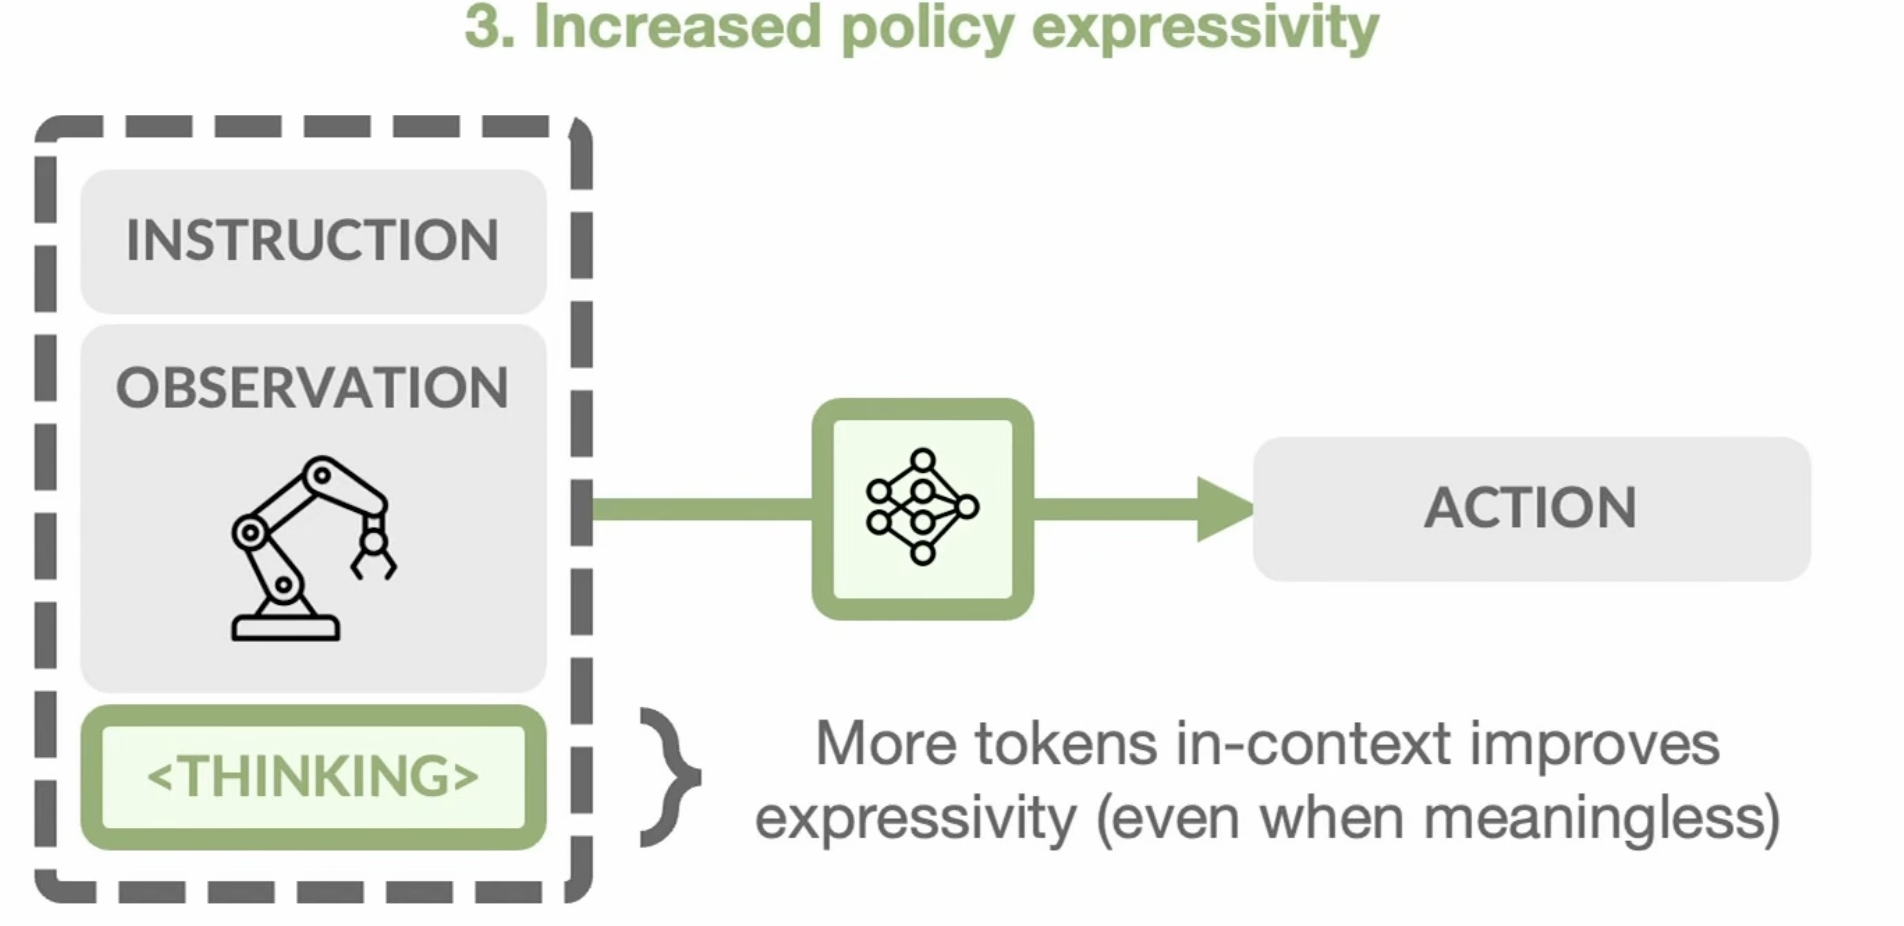 3. Increased policy expressivity
INSTRUCTION
OBSERVATION
ACTION
<THINKING>
More tokens in-context improves
expressivity (even when meaningless)